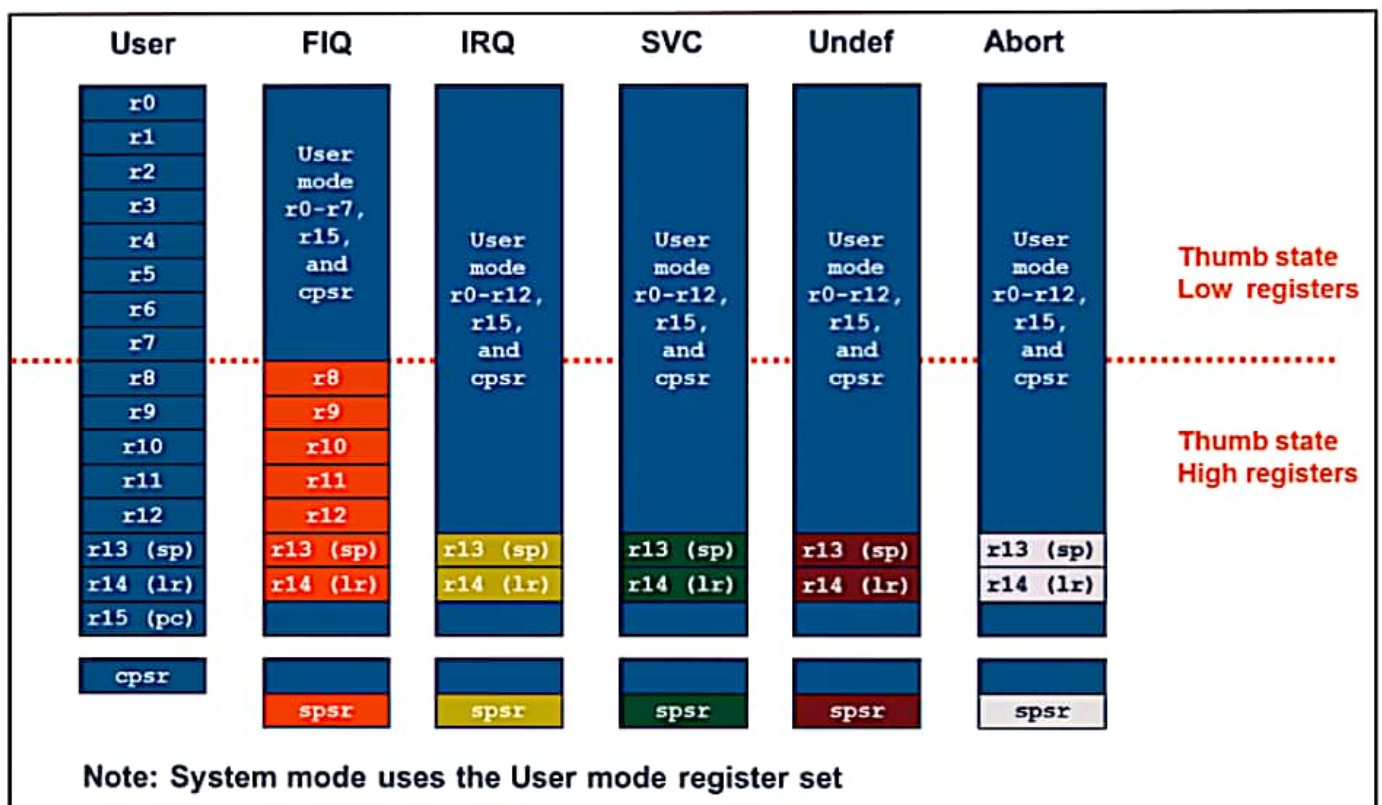 User
FIQ
IRQ
SVC
Undef
Abort
r0
r1
r2
r3
r4
r5
r6
r7
r8
r9
r10
r11
r12
r13 (sp)
r14 (lr)
r15 (pc)
cpsr
User
mode
r0-r7,
r15,
and
cpsr
r8
r9
r10
r11
r12
r13 (sp)
r14 (lr)
spsr
User
mode
r0-r12,
r15,
and
cpsr
r13 (sp)
r14 (lr)
spsr
User
mode
r0-r12,
r15,
and
cpsr
r13 (sp)
r14 (lr)
spsr
User
mode
r0-r12,
r15,
and
cpsr
r13 (sp)
r14 (lr)
spsr
User
mode
r0-r12,
r15,
and
cpsr
r13 (sp)
r14 (lr)
spsr
Thumb state
Low registers
Thumb state
High registers
Note: System mode uses the User mode register set